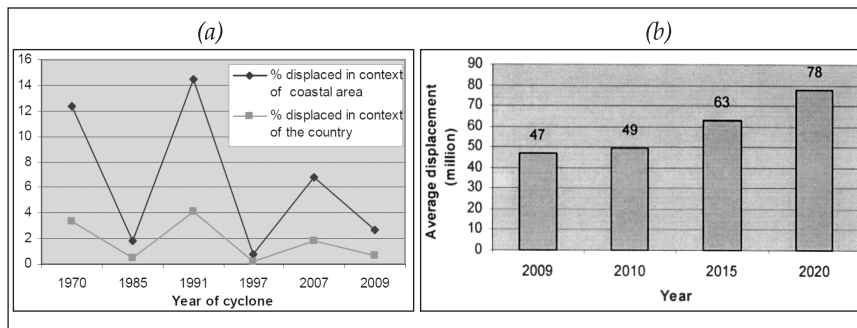 (a)
16
14
12
10
8
6
4
2
0
% displaced in context
of coastal area
% displaced in context
of the country
1970 1985 1991 1997 2007 2009
Year of cyclone
(b)
Average displacement
(million)
90
80
70
60
50
40
30
20
10
0
47 49 63 78
2009 2010 2015 2020
Year